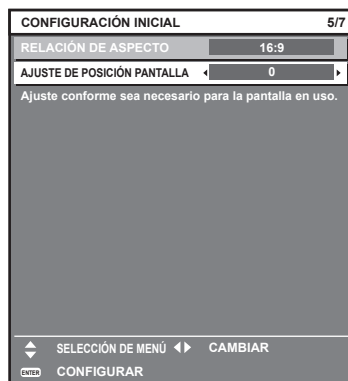 CONFIGURACIÓN INICIAL 5/7
RELACIÓN DE ASPECTO 16:9
AJUSTE DE POSICIÓN PANTALLA 0
Ajuste conforme sea necesario para la pantalla en uso.
SELECCIÓN DE MENÚ CAMBIAR
ENTER CONFIGURAR